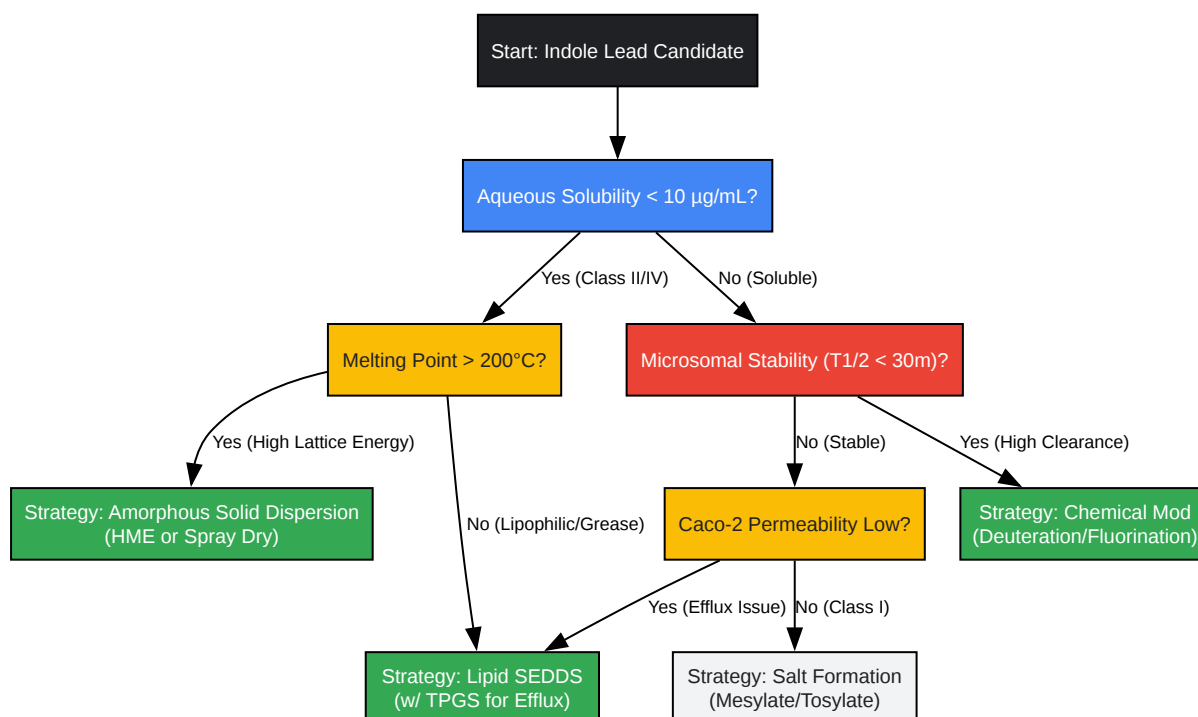 Start: Indole Lead Candidate
Aqueous Solubility < 10 µg/mL?
Yes (Class II/IV)
No (Soluble)
Melting Point > 200°C?
Microsomal Stability (T1/2 < 30m)?
Yes (High Lattice Energy)
No (Stable)
Yes (High Clearance)
Strategy: Amorphous Solid Dispersion
(HME or Spray Dry)
No (Lipophilic/Grease)
Caco-2 Permeability Low?
Strategy: Chemical Mod
(Deuteration/Fluorination)
Yes (Efflux Issue)
No (Class I)
Strategy: Lipid SEDDS
(w/ TPGS for Efflux)
Strategy: Salt Formation
(Mesylate/Tosylate)